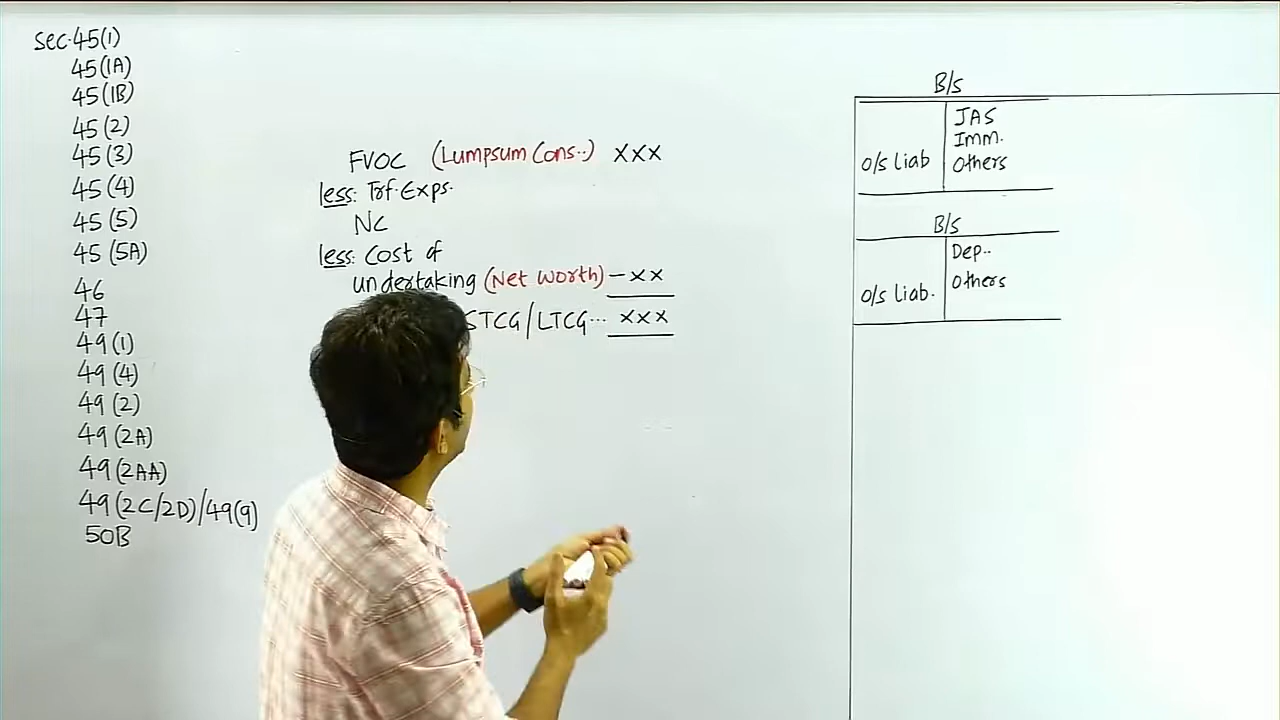 Sec.45(1)
45(1A)
45(1B)
45(2)
45(3)
45(4)
45(5)
45(5A)
46
47
49(1)
49(4)
49(2)
49(2A)
49(2AA)
49(2C/2D)/49(9)
50B
FVOC (Lumpsum Cons..) XXX
less: Trf. Exps.
NC
less: Cost of
undertaking (Net Worth) -XX
STCG/LTCG... XXX
B/S
JAS
Imm.
O/s Liab Others
B/S
Dep..
O/s Liab. Others